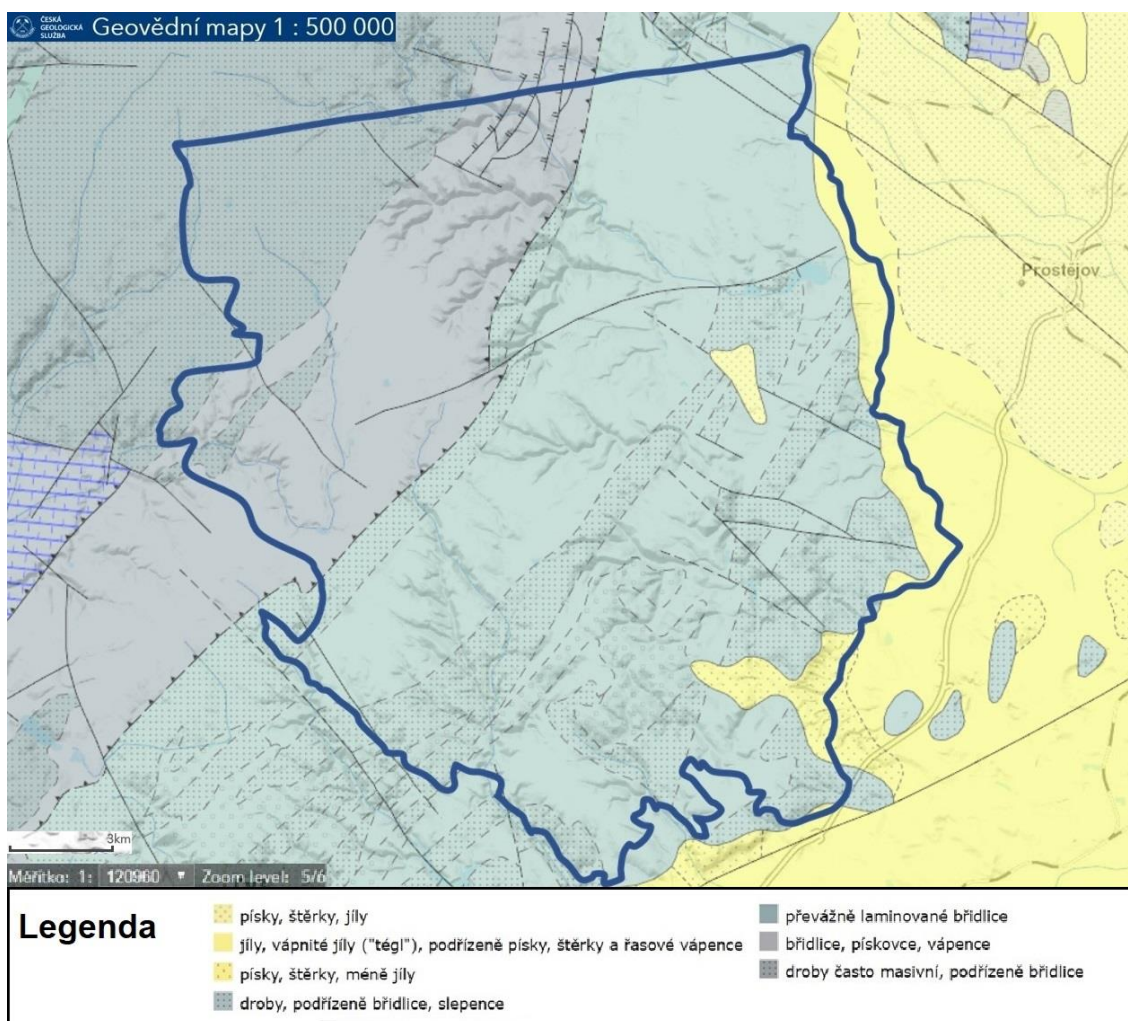 ČESKÁ
GEOLOGICKÁ
SLUŽBA
Geovědní mapy 1 : 500 000
Prostějov
3km
Měřítko: 1: 120960 ▼ Zoom level: 5/6
Legenda
písky, štěrky, jíly
jíly, vápnité jíly ("tégl"), podřízeně písky, štěrky a řasové vápence
písky, štěrky, méně jíly
droby, podřízeně břidlice, slepence
převážně laminované břidlice
břidlice, pískovce, vápence
droby často masivní, podřízeně břidlice